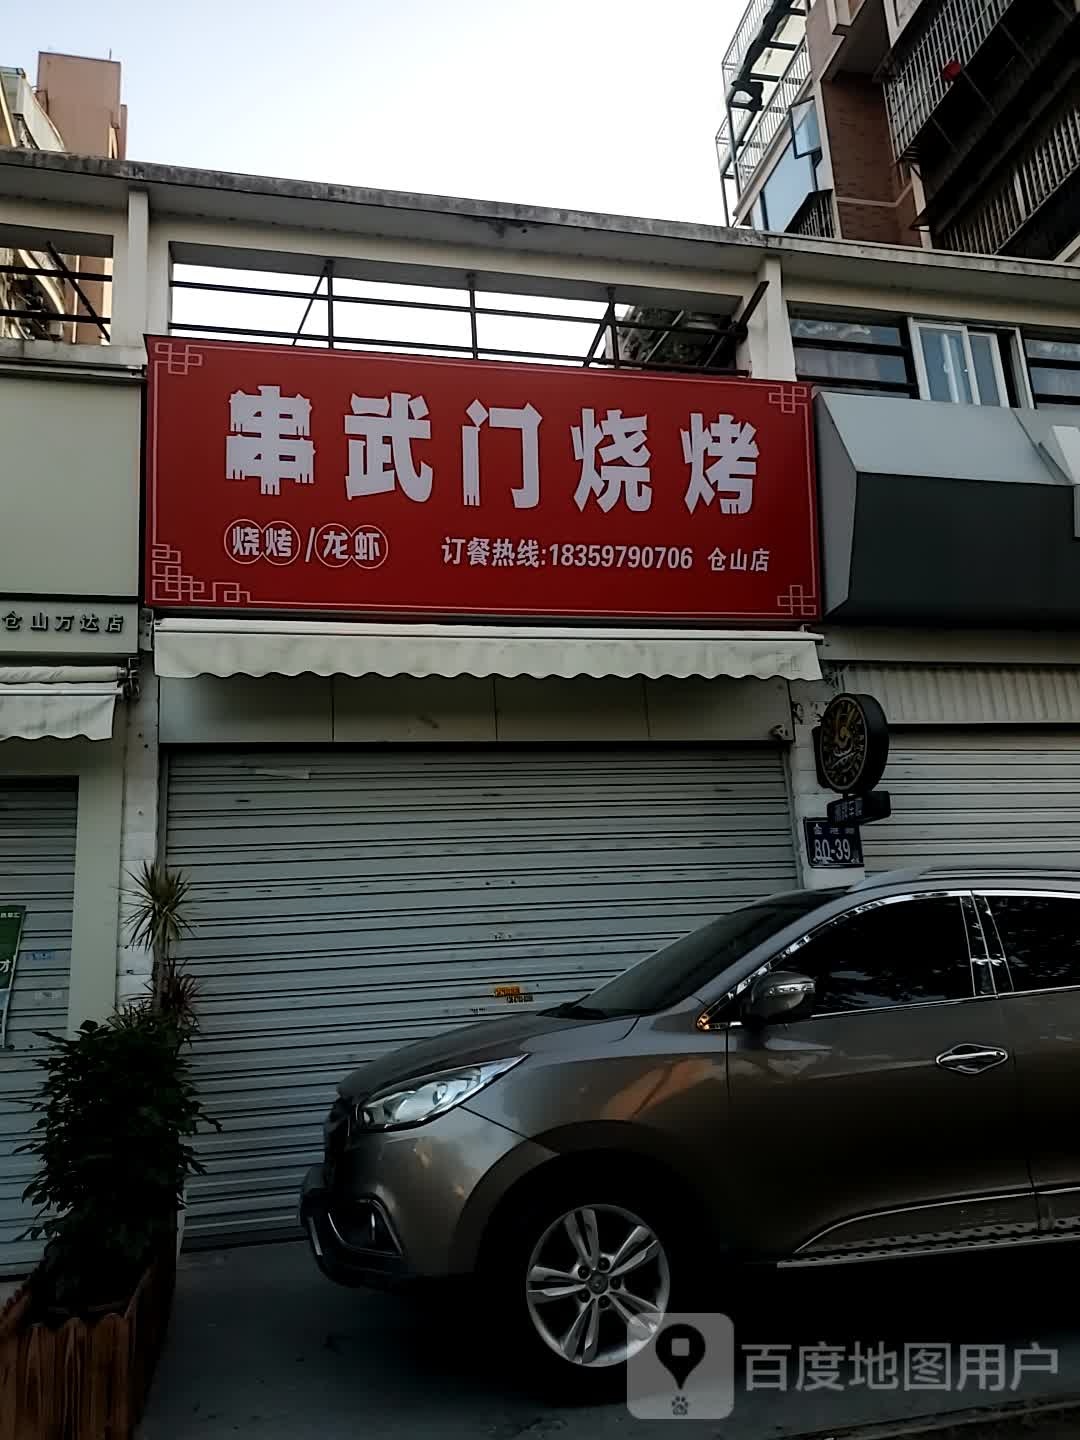 串武门烧烤
烧烤/龙虾
订餐热线:18359790706 仓山店
仓山万达店
80-39
才
百度地图用户